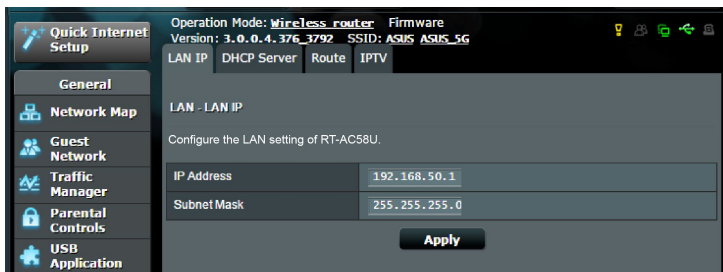 Quick Internet
Setup
General
Network Map
Guest
Network
Traffic
Manager
Parental
Controls
USB
Application
Operation Mode: Wireless router Firmware
Version: 3.0.0.4.376_3792 SSID: ASUS ASUS_5G
LAN IP DHCP Server Route IPTV
LAN - LAN IP
Configure the LAN setting of RT-AC58U.
IP Address 192.168.50.1
Subnet Mask 255.255.255.0
Apply